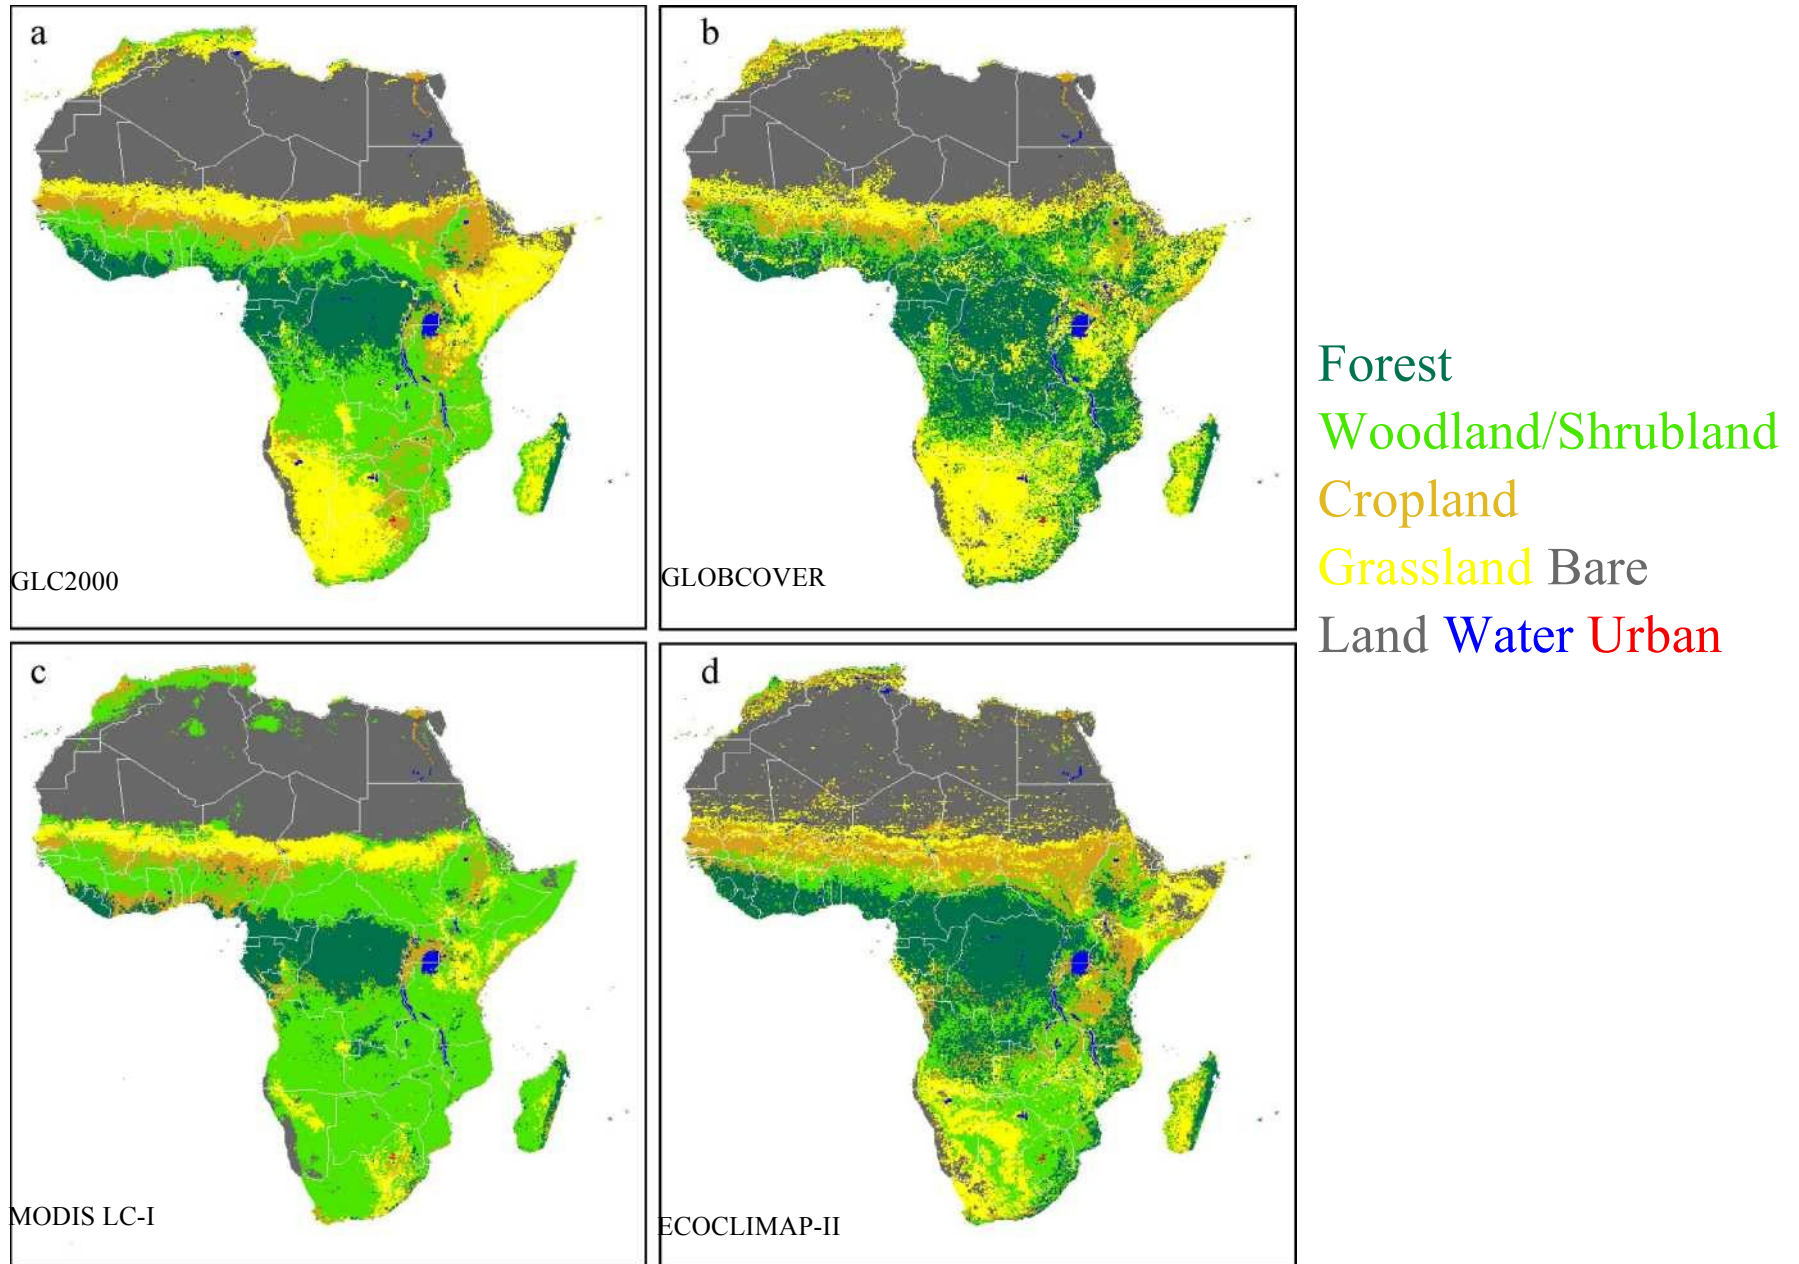 a
b
GLC2000
GLOBCOVER
c
d
MODIS LC-I
ECOCLIMAP-II
Forest
Woodland/Shrubland
Cropland
Grassland Bare
Land Water Urban